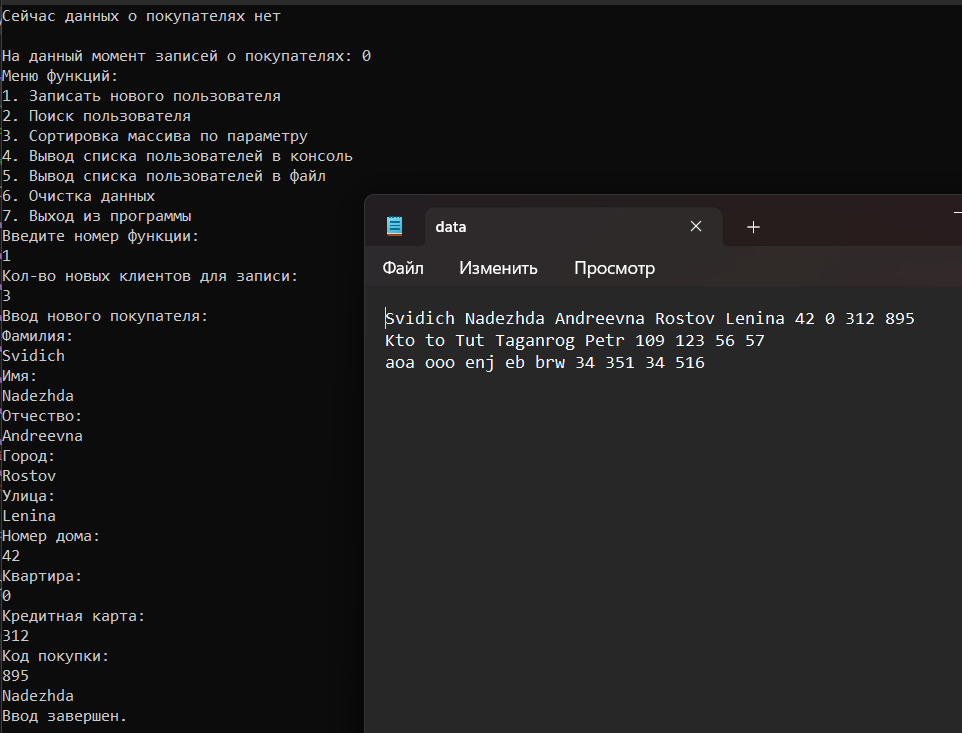 Сейчас данных о покупателях нет
На данный момент записей о покупателях: 0
Меню функций:
1. Записать нового пользователя
2. Поиск пользователя
3. Сортировка массива по параметру
4. Вывод списка пользователей в консоль
5. Вывод списка пользователей в файл
6. Очистка данных
7. Выход из программы
Введите номер функции:
1
Кол-во новых клиентов для записи:
3
Ввод нового покупателя:
Фамилия:
Svidich
Имя:
Nadezhda
Отчество:
Andreevna
Город:
Rostov
Улица:
Lenina
Номер дома:
42
Квартира:
0
Кредитная карта:
312
Код покупки:
895
Nadezhda
Ввод завершен.
data
Файл Изменить Просмотр
Svidich Nadezhda Andreevna Rostov Lenina 42 0 312 895
Kto to Tut Taganrog Petr 109 123 56 57
aoa ooo enj eb brw 34 351 34 516